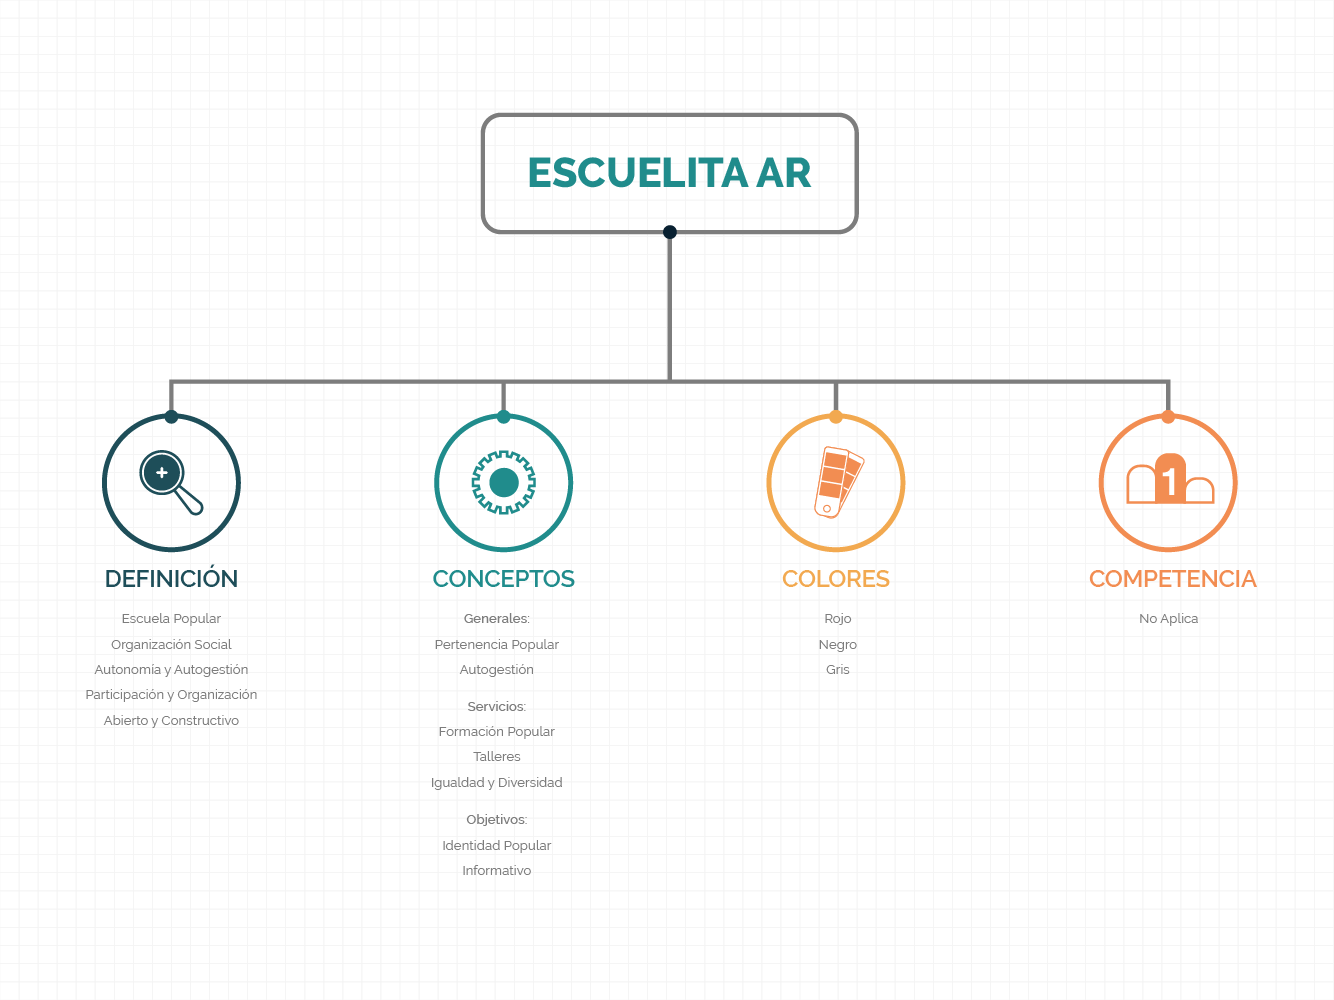 ESCUELITA AR
1
DEFINICIÓN
Escuela Popular
Organización Social
Autonomía y Autogestión
Participación y Organización
Abierto y Constructivo
CONCEPTOS
Generales:
Pertenencia Popular
Autogestión
Servicios:
Formación Popular
Talleres
Igualdad y Diversidad
Objetivos:
Identidad Popular
Informativo
COLORES
Rojo
Negro
Gris
COMPETENCIA
No Aplica